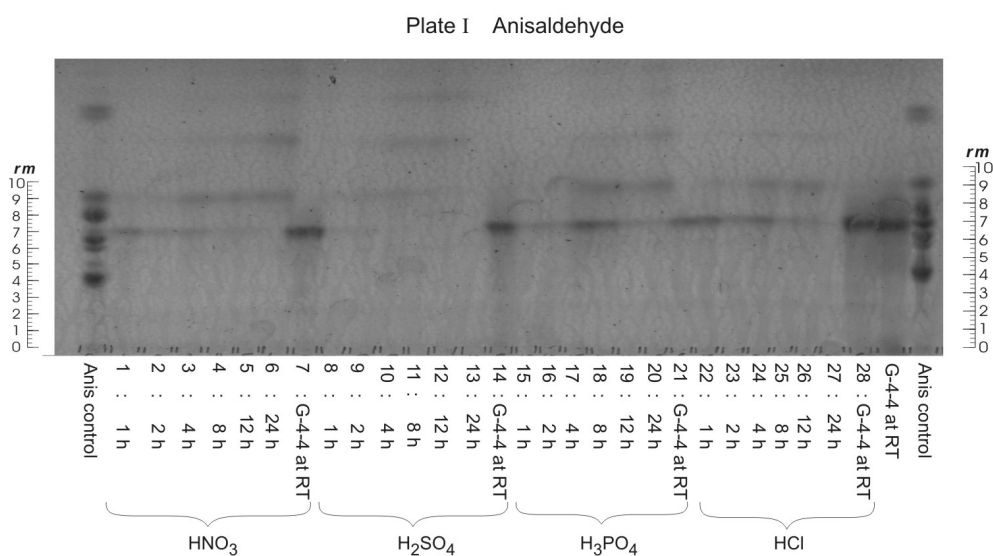 Plate I Anisaldehyde
rm
10
9
8
7
6
5
4
3
2
1
0
rm
10
9
8
7
6
5
4
3
2
1
0
Anis control
1 : 1 h
2 : 2 h
3 : 4 h
4 : 8 h
5 : 12 h
6 : 24 h
7 : G-4-4 at RT
8 : 1 h
9 : 2 h
10 : 4 h
11 : 8 h
12 : 12 h
13 : 24 h
14 : G-4-4 at RT
15 : 1 h
16 : 2 h
17 : 4 h
18 : 8 h
19 : 12 h
20 : 24 h
21 : G-4-4 at RT
22 : 1 h
23 : 2 h
24 : 4 h
25 : 8 h
26 : 12 h
27 : 24 h
28 : G-4-4 at RT
G-4-4 at RT
Anis control
HNO3
H2SO4
H3PO4
HCl